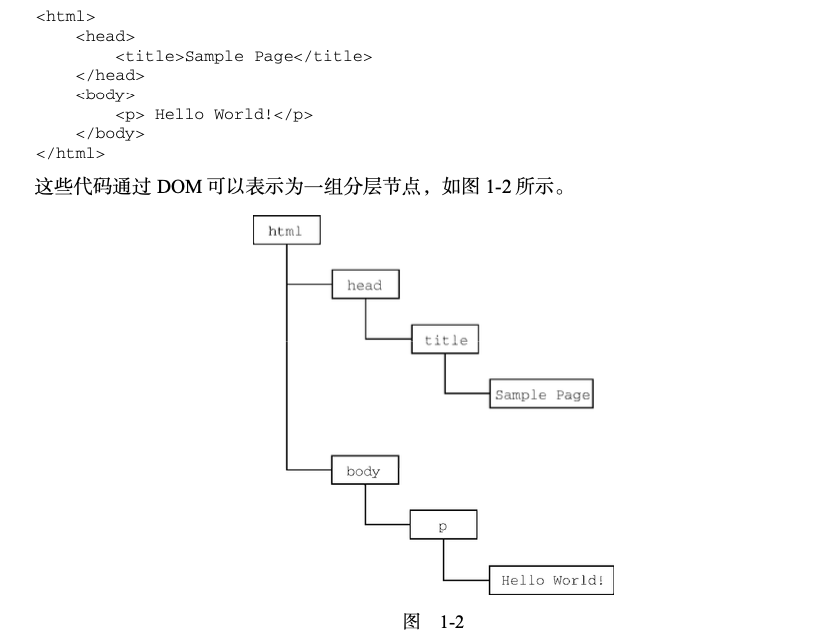 <html>
    <head>
        <title>Sample Page</title>
    </head>
    <body>
        <p> Hello World!</p>
    </body>
</html>
这些代码通过 DOM 可以表示为一组分层节点，如图 1-2 所示。
html
head
title
Sample Page
body
p
Hello World!
图 1-2